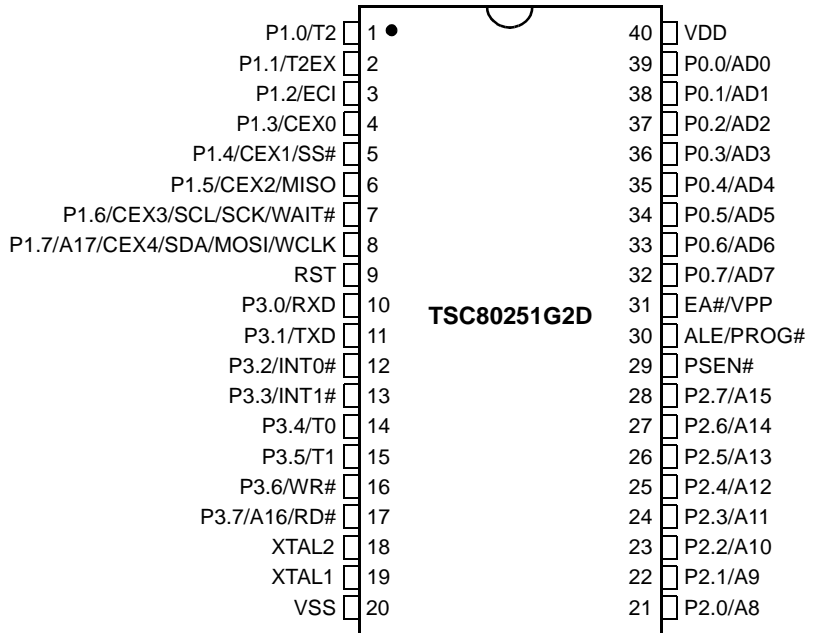 P1.0/T2 1 40 VDD
P1.1/T2EX 2 39 P0.0/AD0
P1.2/ECI 3 38 P0.1/AD1
P1.3/CEX0 4 37 P0.2/AD2
P1.4/CEX1/SS# 5 36 P0.3/AD3
P1.5/CEX2/MISO 6 35 P0.4/AD4
P1.6/CEX3/SCL/SCK/WAIT# 7 34 P0.5/AD5
P1.7/A17/CEX4/SDA/MOSI/WCLK 8 33 P0.6/AD6
RST 9 32 P0.7/AD7
P3.0/RXD 10 31 EA#/VPP
TSC80251G2D
P3.1/TXD 11 30 ALE/PROG#
P3.2/INT0# 12 29 PSEN#
P3.3/INT1# 13 28 P2.7/A15
P3.4/T0 14 27 P2.6/A14
P3.5/T1 15 26 P2.5/A13
P3.6/WR# 16 25 P2.4/A12
P3.7/A16/RD# 17 24 P2.3/A11
XTAL2 18 23 P2.2/A10
XTAL1 19 22 P2.1/A9
VSS 20 21 P2.0/A8